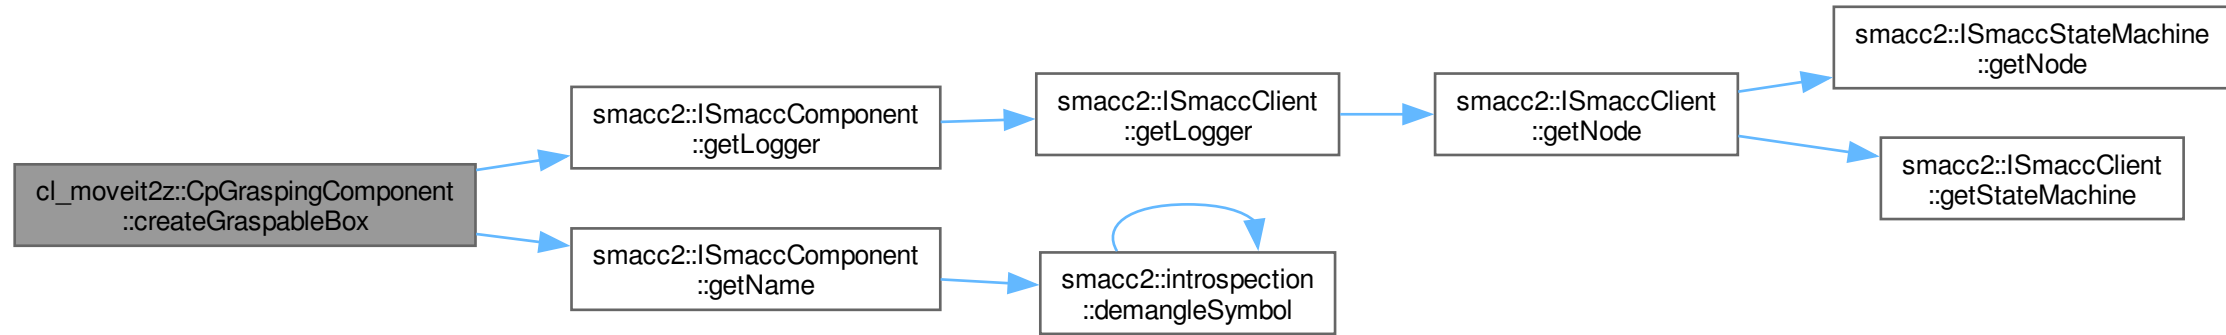 cl_moveit2z::CpGraspingComponent
::createGraspableBox
smacc2::ISmaccComponent
::getLogger
smacc2::ISmaccClient
::getLogger
smacc2::ISmaccClient
::getNode
smacc2::ISmaccStateMachine
::getNode
smacc2::ISmaccClient
::getStateMachine
smacc2::ISmaccComponent
::getName
smacc2::introspection
::demangleSymbol